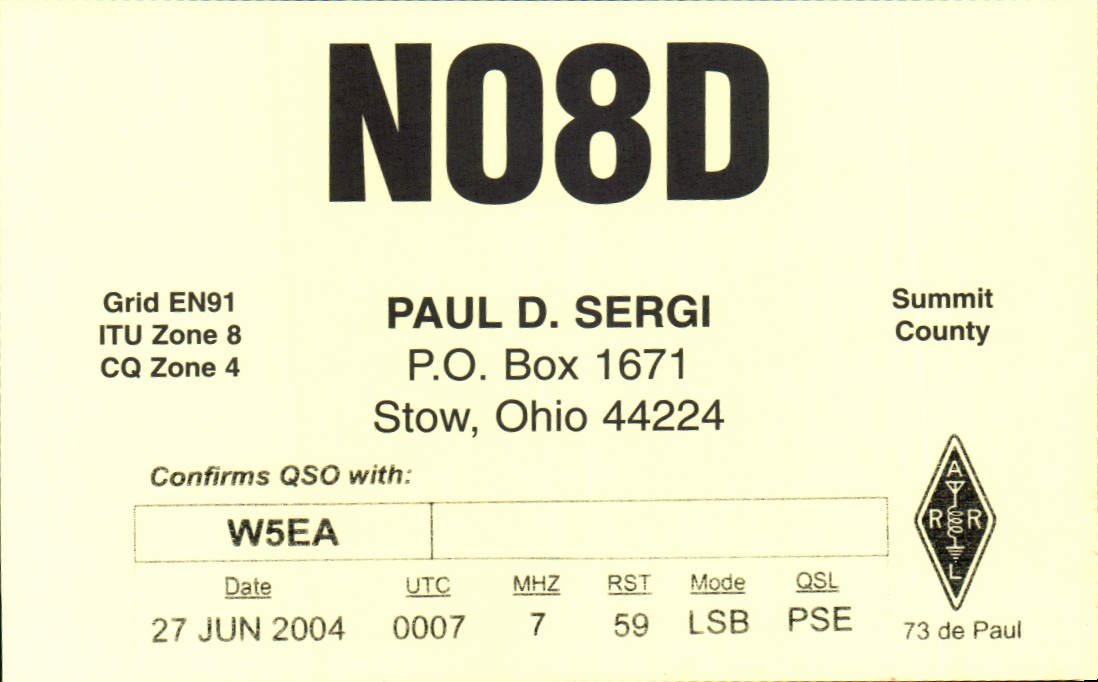 NO8D
Grid EN91
ITU Zone 8
CQ Zone 4
PAUL D. SERGI
P.O. Box 1671
Stow, Ohio 44224
Summit
County
Confirms QSO with:
W5EA
Date UTC MHZ RST Mode QSL
27 JUN 2004 0007 7 59 LSB PSE
A
R R
L
73 de Paul